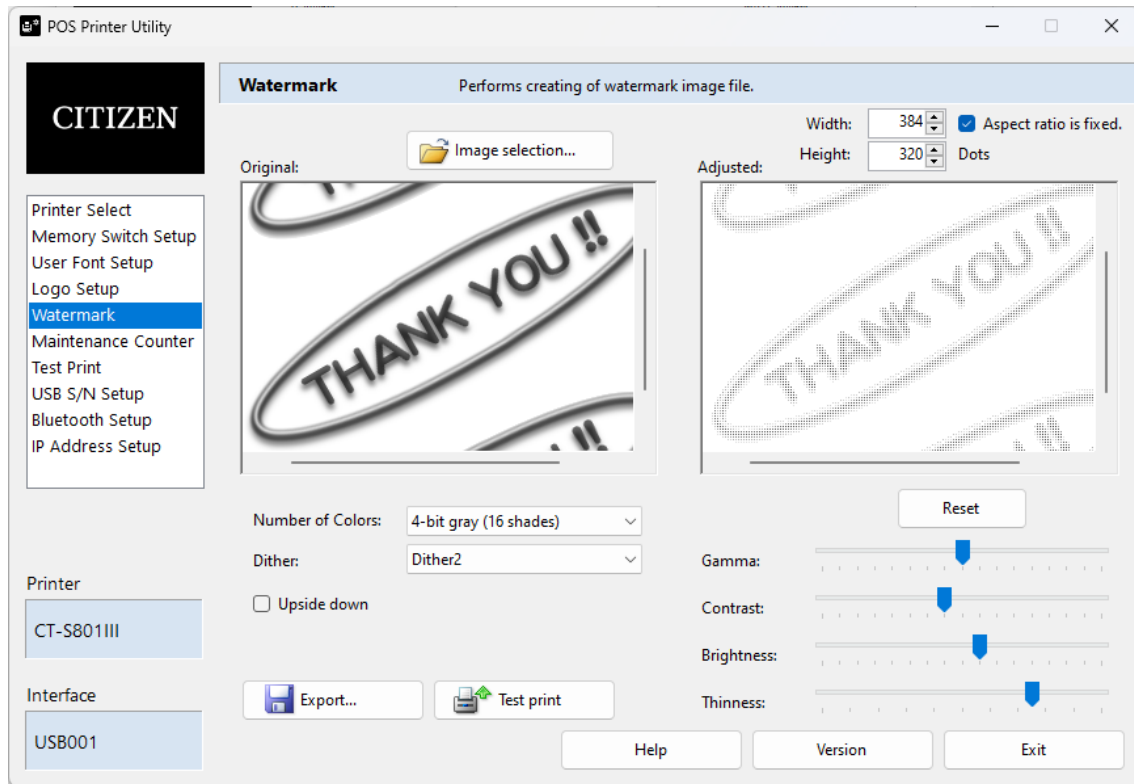 POS Printer Utility
CITIZEN
Watermark
Performs creating of watermark image file.
Printer Select
Memory Switch Setup
User Font Setup
Logo Setup
Watermark
Maintenance Counter
Test Print
USB S/N Setup
Bluetooth Setup
IP Address Setup
Printer
CT-S801III
Interface
USB001
Image selection...
Original:
THANK YOU !!
!!
Width: 384
Aspect ratio is fixed.
Height: 320 Dots
Adjusted:
THANK YOU !!
!!
Number of Colors: 4-bit gray (16 shades)
Dither: Dither2
Upside down
Reset
Gamma:
Contrast:
Brightness:
Thinness:
Export...
Test print
Help
Version
Exit